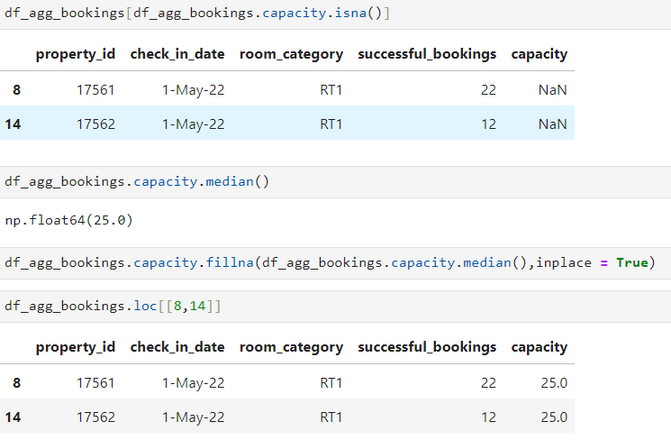 df_agg_bookings[df_agg_bookings.capacity.isna()]
property_id check_in_date room_category successful_bookings capacity
8 17561 1-May-22 RT1 22 NaN
14 17562 1-May-22 RT1 12 NaN
df_agg_bookings.capacity.median()
np.float64(25.0)
df_agg_bookings.capacity.fillna(df_agg_bookings.capacity.median(),inplace = True)
df_agg_bookings.loc[[8,14]]
property_id check_in_date room_category successful_bookings capacity
8 17561 1-May-22 RT1 22 25.0
14 17562 1-May-22 RT1 12 25.0